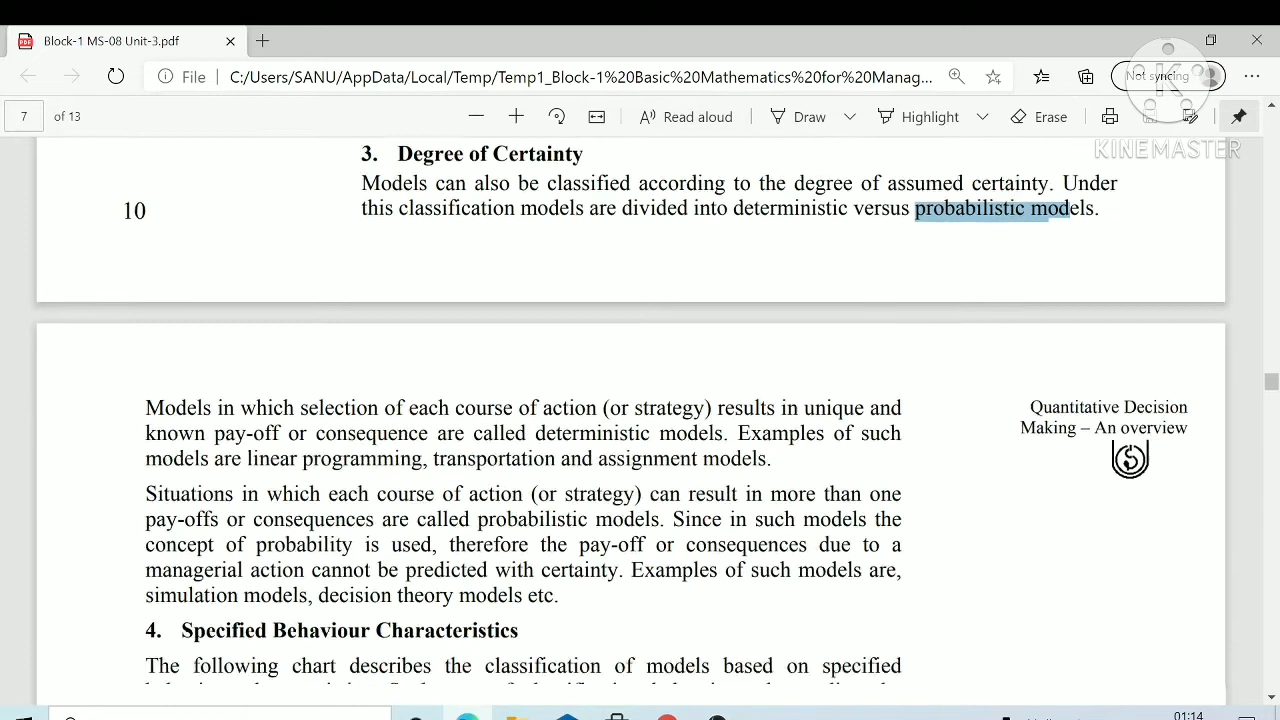 Block-1 MS-08 Unit-3.pdf
File C:/Users/SANU/AppData/Local/Temp/Temp1_Block-1%20Basic%20Mathematics%20for%20Manag... Not syncing
7 of 13 Read aloud Draw Highlight Erase
KINEMASTER
3. Degree of Certainty
Models can also be classified according to the degree of assumed certainty. Under
this classification models are divided into deterministic versus probabilistic models.
10
Models in which selection of each course of action (or strategy) results in unique and
known pay-off or consequence are called deterministic models. Examples of such
models are linear programming, transportation and assignment models.
Quantitative Decision
Making – An overview
Situations in which each course of action (or strategy) can result in more than one
pay-offs or consequences are called probabilistic models. Since in such models the
concept of probability is used, therefore the pay-off or consequences due to a
managerial action cannot be predicted with certainty. Examples of such models are,
simulation models, decision theory models etc.
4. Specified Behaviour Characteristics
The following chart describes the classification of models based on specified
01:14